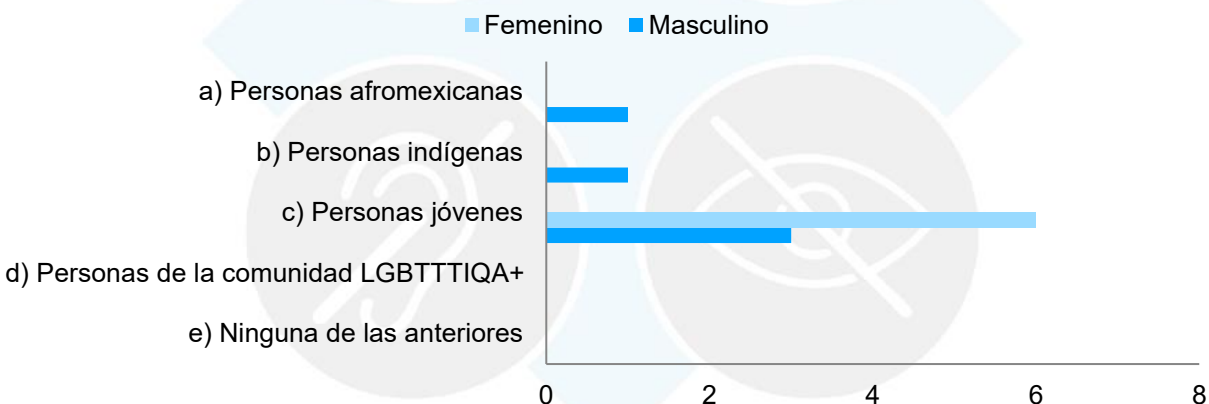 Femenino Masculino
a) Personas afromexicanas
b) Personas indígenas
c) Personas jóvenes
d) Personas de la comunidad LGBTTTIQA+
e) Ninguna de las anteriores
0 2 4 6 8